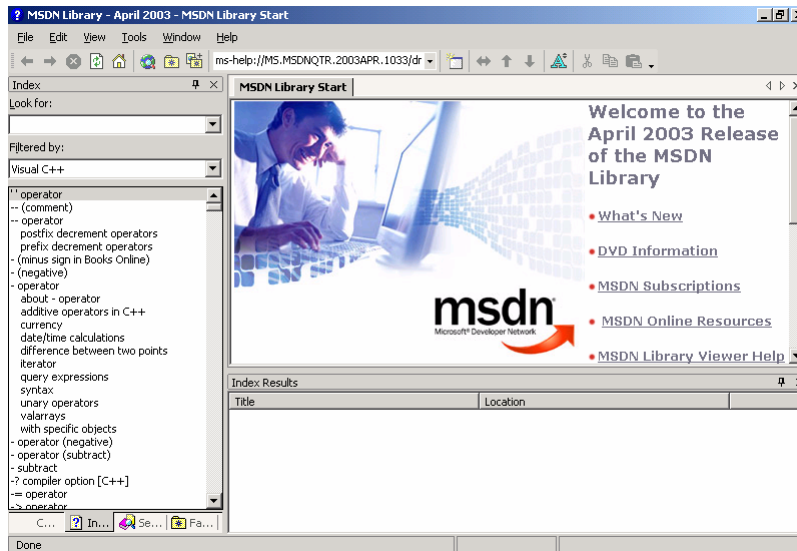 MSDN Library - April 2003 - MSDN Library Start
File Edit View Tools Window Help
ms-help://MS.MSDNQTR.2003APR.1033/dr
Index
Look for:
Filtered by:
Visual C++
' ' operator
-- (comment)
-- operator
postfix decrement operators
prefix decrement operators
- (minus sign in Books Online)
- (negative)
- operator
about - operator
additive operators in C++
currency
date/time calculations
difference between two points
iterator
query expressions
syntax
unary operators
valarrays
with specific objects
- operator (negative)
- operator (subtract)
- subtract
-? compiler option [C++]
-= operator
-> operator
C... In... Se... Fa...
MSDN Library Start
Welcome to the
April 2003 Release
of the MSDN
Library
• What's New
• DVD Information
• MSDN Subscriptions
• MSDN Online Resources
• MSDN Library Viewer Help
msdn
Microsoft® Developer Network
Index Results
Title Location
Done